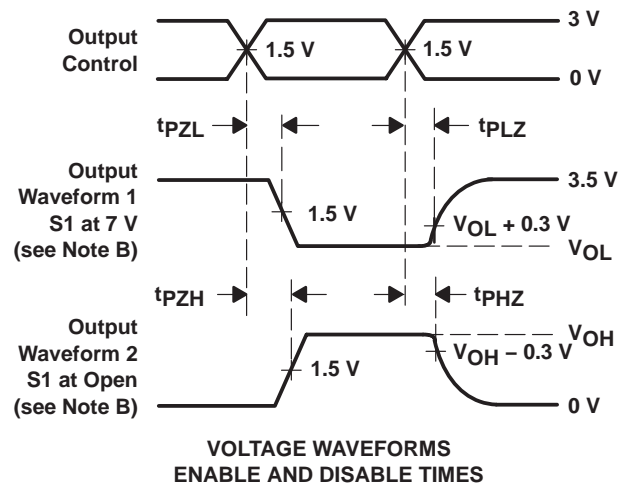 Output
Control
1.5 V
1.5 V
3 V
0 V
tPZL
tPLZ
Output
Waveform 1
S1 at 7 V
(see Note B)
1.5 V
3.5 V
VOL + 0.3 V
VOL
tPZH
tPHZ
Output
Waveform 2
S1 at Open
(see Note B)
1.5 V
VOH
VOH − 0.3 V
0 V
VOLTAGE WAVEFORMS
ENABLE AND DISABLE TIMES